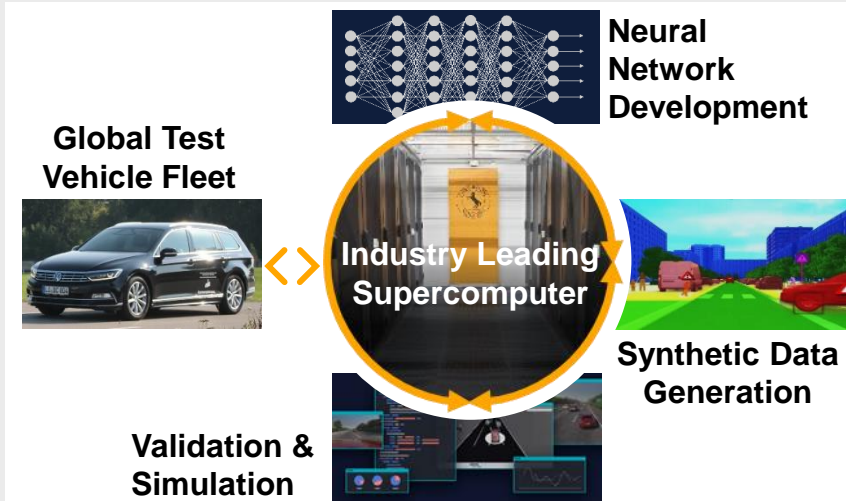 Neural
Network
Development
Global Test
Vehicle Fleet
Industry Leading
Supercomputer
Synthetic Data
Generation
Validation &
Simulation